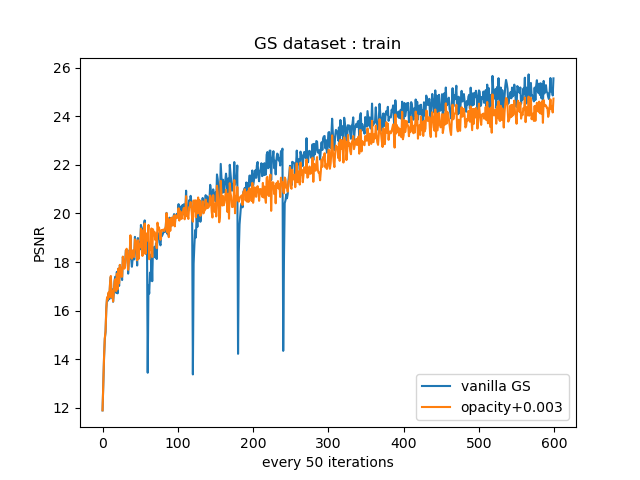 GS dataset : train
PSNR
26
24
22
20
18
16
14
12
0 100 200 300 400 500 600
every 50 iterations
vanilla GS
opacity+0.003